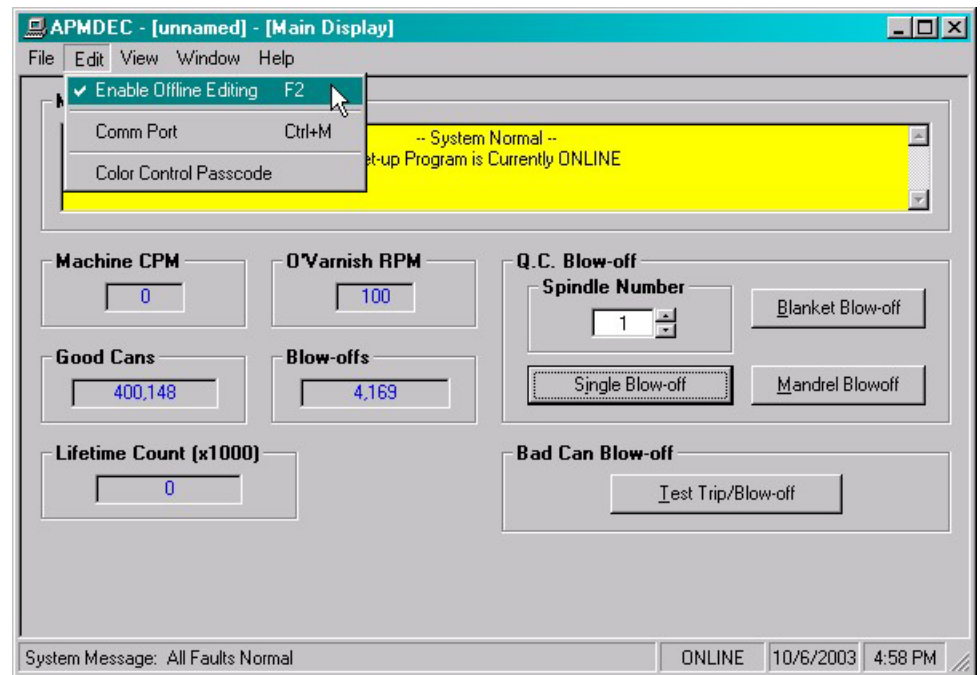 APMDEC - [unnamed] - [Main Display]
File Edit View Window Help
✓ Enable Offline Editing F2
Comm Port Ctrl+M
Color Control Passcode
-- System Normal --
Program is Currently ONLINE
Machine CPM
0
O'Varnish RPM
100
Good Cans
400,148
Blow-offs
4,169
Lifetime Count (x1000)
0
Q.C. Blow-off
Spindle Number
1
Blanket Blow-off
Single Blow-off
Mandrel Blowoff
Bad Can Blow-off
Test Trip/Blow-off
System Message: All Faults Normal
ONLINE
10/6/2003
4:58 PM